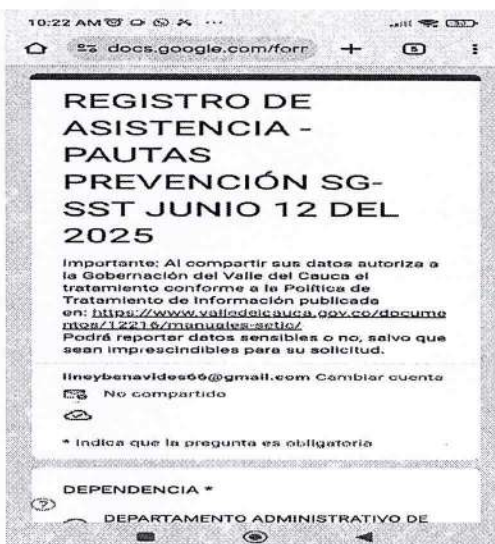 10:22 AM
docs.google.com/forr
5
REGISTRO DE
ASISTENCIA -
PAUTAS
PREVENCIÓN SG-
SST JUNIO 12 DEL
2025
Importante: Al compartir sus datos autoriza a
la Gobernación del Valle del Cauca el
tratamiento conforme a la Política de
Tratamiento de Información publicada
en: https://www.valledelcauca.gov.co/docume
ntos/12216/manuales-setic/
Podrá reportar datos sensibles o no, salvo que
sean imprescindibles para su solicitud.
lineybenavides66@gmail.com Cambiar cuenta
No compartido
* Indica que la pregunta es obligatoria
DEPENDENCIA *
DEPARTAMENTO ADMINISTRATIVO DE